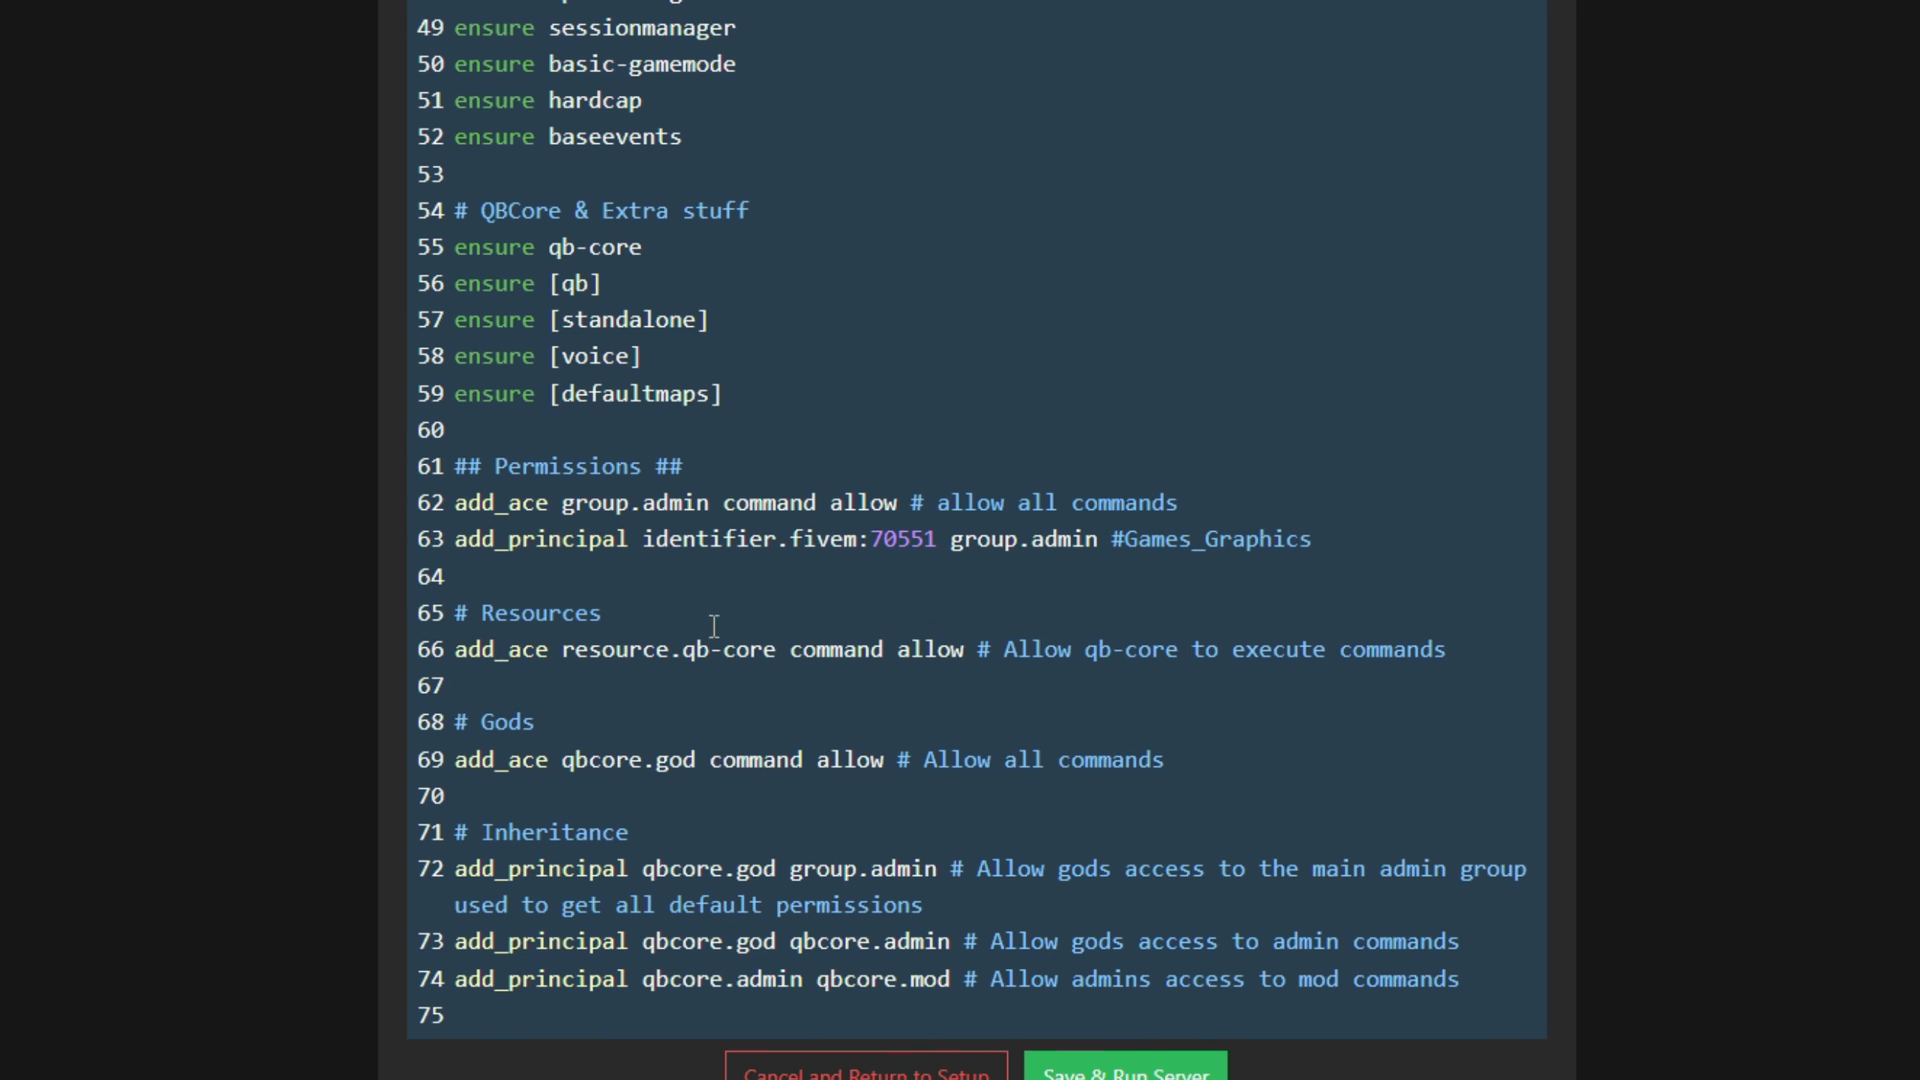 49 ensure sessionmanager
50 ensure basic-gamemode
51 ensure hardcap
52 ensure baseevents
53
54 # QBCore & Extra stuff
55 ensure qb-core
56 ensure [qb]
57 ensure [standalone]
58 ensure [voice]
59 ensure [defaultmaps]
60
61 ## Permissions ##
62 add_ace group.admin command allow # allow all commands
63 add_principal identifier.fivem:70551 group.admin #Games_Graphics
64
65 # Resources
66 add_ace resource.qb-core command allow # Allow qb-core to execute commands
67
68 # Gods
69 add_ace qbcore.god command allow # Allow all commands
70
71 # Inheritance
72 add_principal qbcore.god group.admin # Allow gods access to the main admin group
used to get all default permissions
73 add_principal qbcore.god qbcore.admin # Allow gods access to admin commands
74 add_principal qbcore.admin qbcore.mod # Allow admins access to mod commands
75
Cancel and Return to Setup Save & Run Server